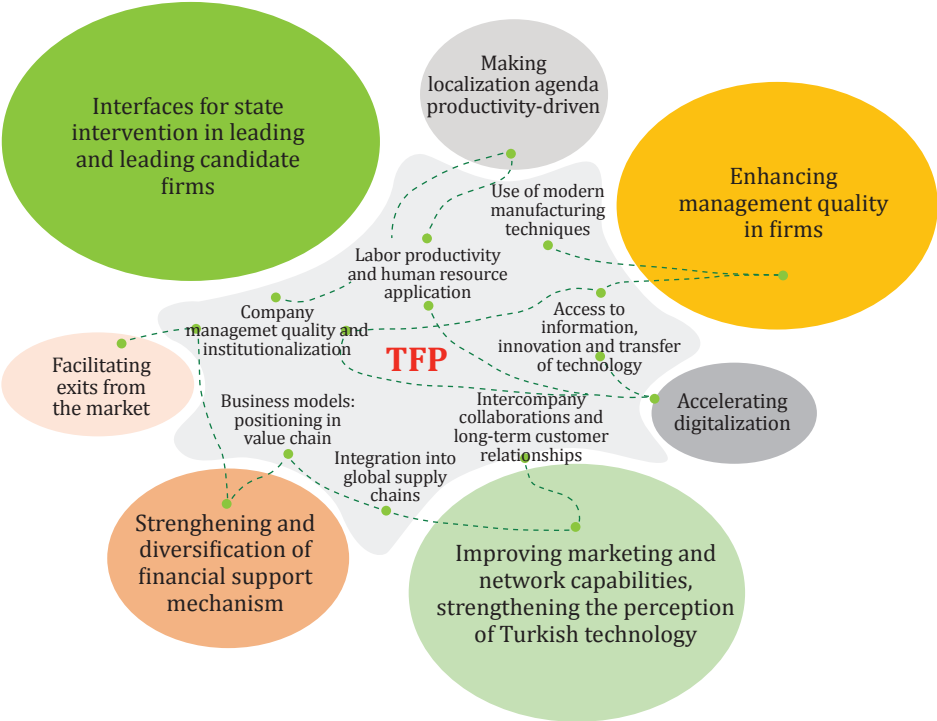 Interfaces for state
intervention in leading
and leading candidate
firms
Making
localization agenda
productivity-driven
Enhancing
management quality
in firms
Use of modern
manufacturing
techniques
Labor productivity
and human resource
application
Company
managemet quality and
institutionalization
Access to
information,
innovation and transfer
of technology
TFP
Facilitating
exits from
the market
Business models:
positioning in
value chain
Intercompany
collaborations and
long-term customer
relationships
Accelerating
digitalization
Integration into
global supply
chains
Strenghening and
diversification of
financial support
mechanism
Improving marketing and
network capabilities,
strengthening the perception
of Turkish technology